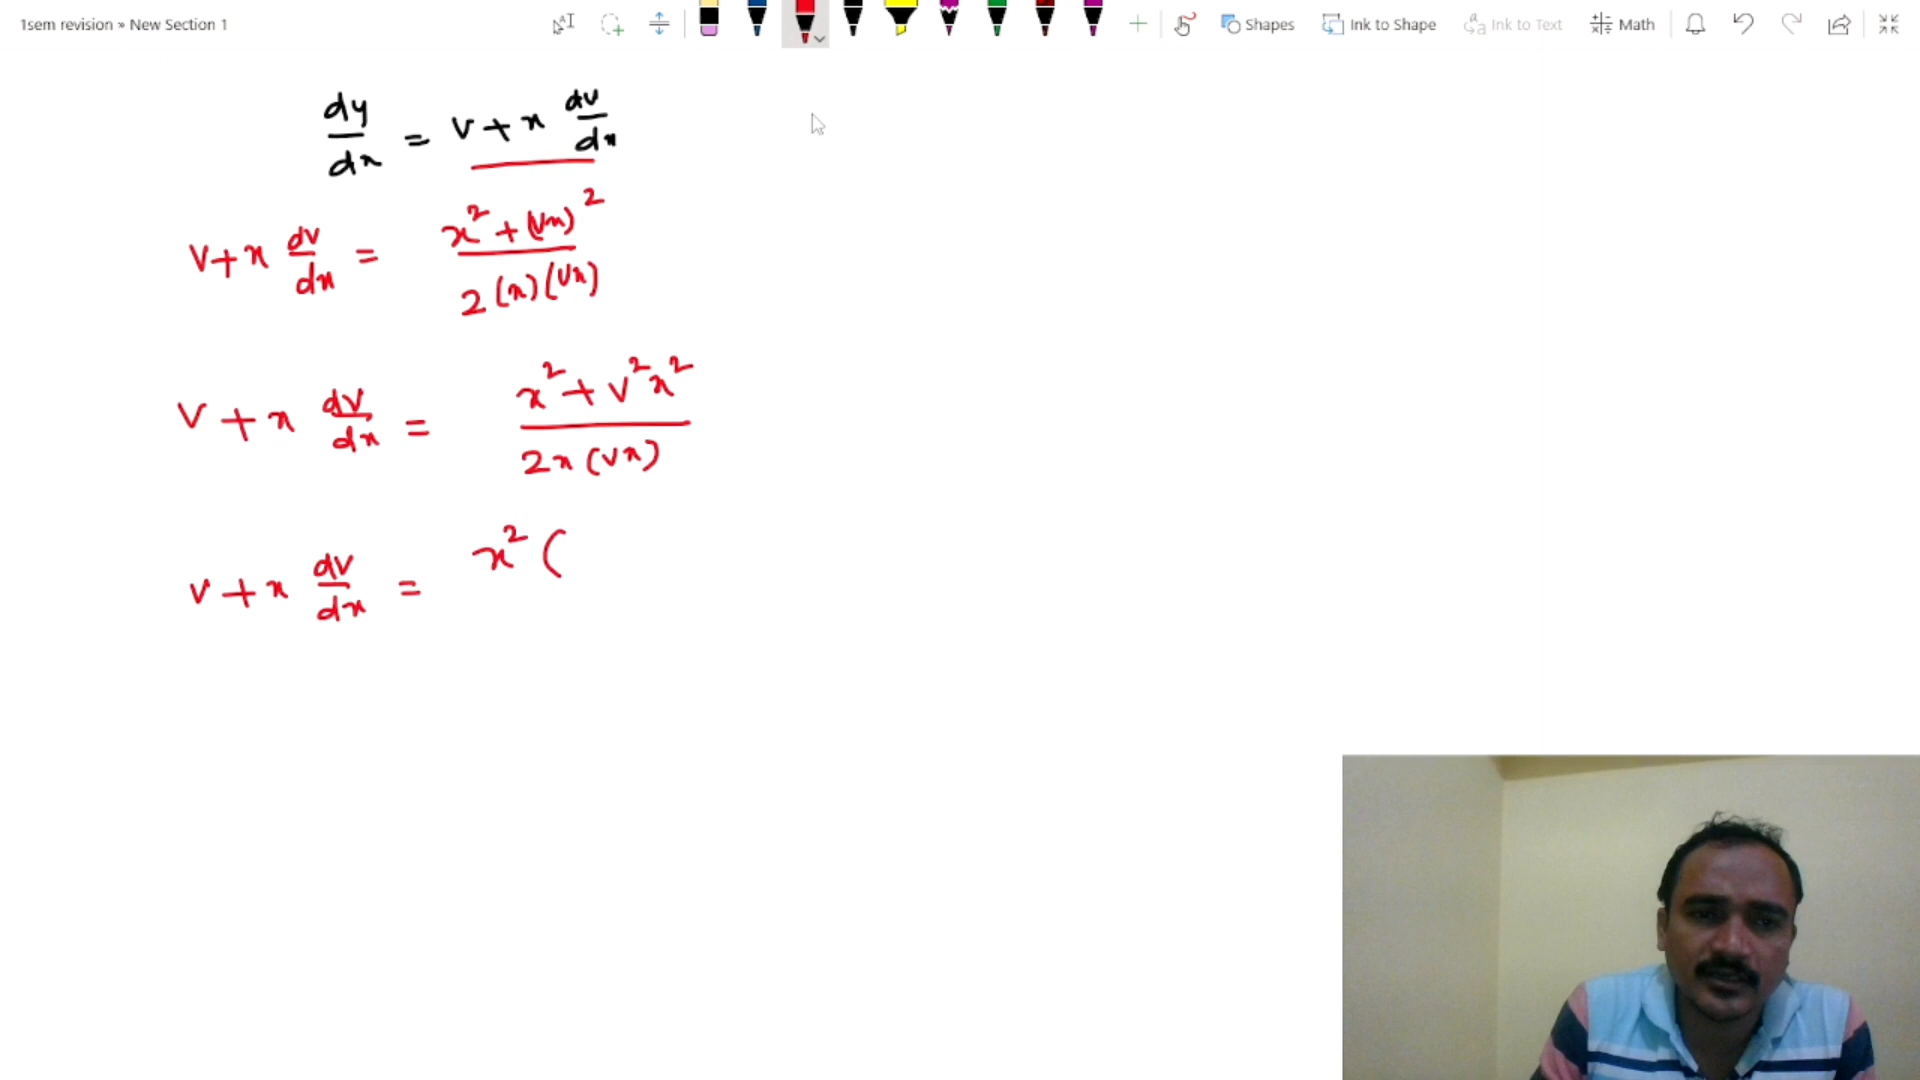 1sem revision » New Section 1
Shapes
Ink to Shape
Ink to Text
Math
dy/dx = v + x dv/dx
v + x dv/dx = x² + (vx)² / 2(x)(vx)
v + x dv/dx = x² + v²x² / 2x(vx)
v + x dv/dx = x² (